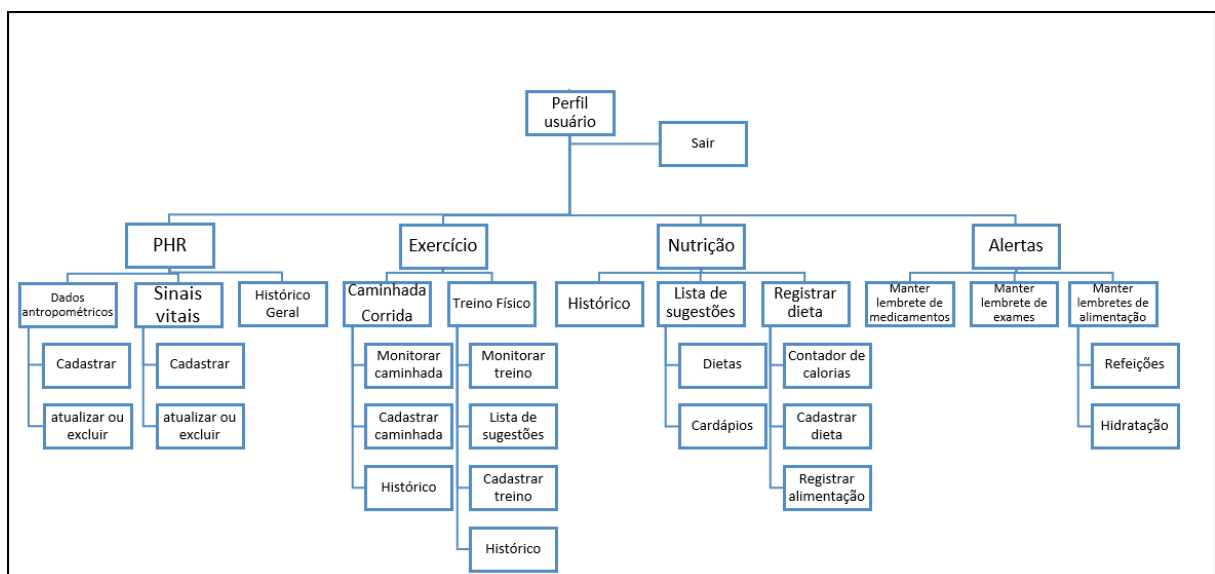 Perfil
usuário
Sair
PHR
Exercício
Nutrição
Alertas
Dados
antropométricos
Sinais
vitais
Histórico
Geral
Caminhada
Corrida
Treino Físico
Histórico
Lista de
sugestões
Registrar
dieta
Manter
lembrete de
medicamentos
Manter
lembrete de
exames
Manter
lembretes de
alimentação
Cadastrar
Cadastrar
Monitorar
caminhada
Monitorar
treino
Dietas
Contador de
calorias
Refeições
atualizar ou
excluir
atualizar ou
excluir
Cadastrar
caminhada
Lista de
sugestões
Cardápios
Cadastrar
dieta
Hidratação
Histórico
Cadastrar
treino
Registrar
alimentação
Histórico